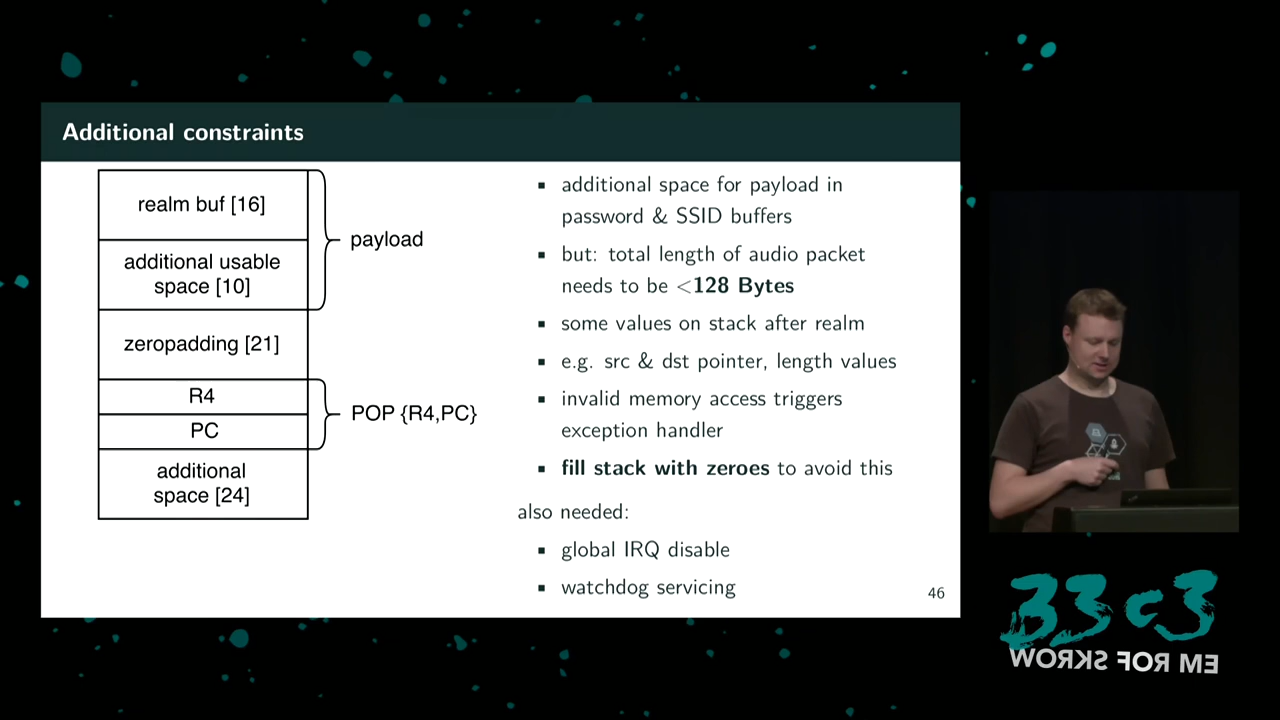 Additional constraints
realm buf [16]
additional usable
space [10]
payload
zeropadding [21]
R4
PC
POP {R4,PC}
additional
space [24]
▪ additional space for payload in
password & SSID buffers
▪ but: total length of audio packet
needs to be <128 Bytes
▪ some values on stack after realm
▪ e.g. src & dst pointer, length values
▪ invalid memory access triggers
exception handler
▪ fill stack with zeroes to avoid this
also needed:
▪ global IRQ disable
▪ watchdog servicing
46
33c3
WORKS FOR ME